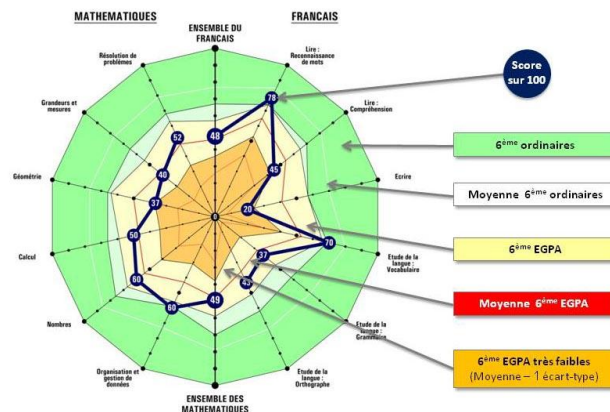 MATHEMATIQUES
FRANCAIS
ENSEMBLE DU
FRANCAIS
Résolution de
problèmes
Lire :
Reconnaissance
de mots
Grandeurs et
mesures
Lire :
Compréhension
Géométrie
Ecrire
Calcul
Etude de la
langue :
Vocabulaire
Nombres
Etude de la
langue :
Grammaire
Organisation et
gestion de
données
Etude de la
langue :
Orthographe
ENSEMBLE DES
MATHEMATIQUES
48
78
45
20
70
37
43
49
60
60
50
37
40
52
0
Score
sur 100
6ème ordinaires
Moyenne 6ème ordinaires
6ème EGPA
Moyenne 6ème EGPA
6ème EGPA très faibles
(Moyenne – 1 écart-type)